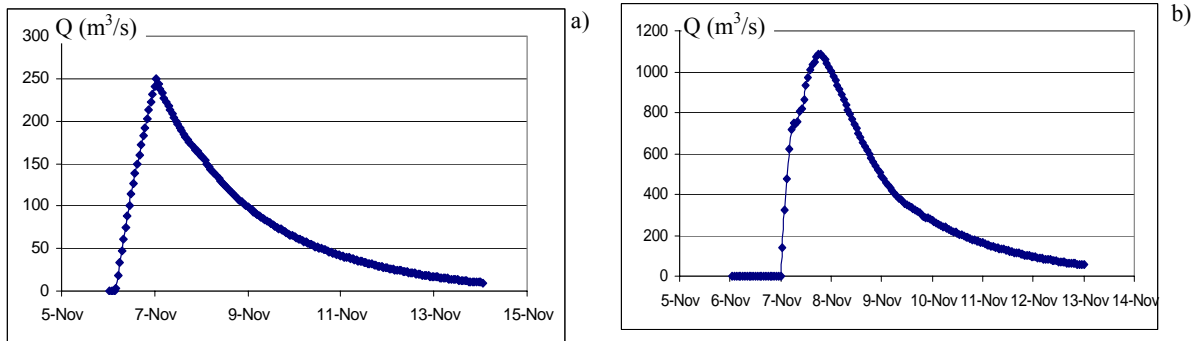 Q (m³/s)
a)
300
250
200
150
100
50
0
5-Nov 7-Nov 9-Nov 11-Nov 13-Nov 15-Nov
Q (m³/s)
b)
1200
1000
800
600
400
200
0
5-Nov 6-Nov 7-Nov 8-Nov 9-Nov 10-Nov 11-Nov 12-Nov 13-Nov 14-Nov